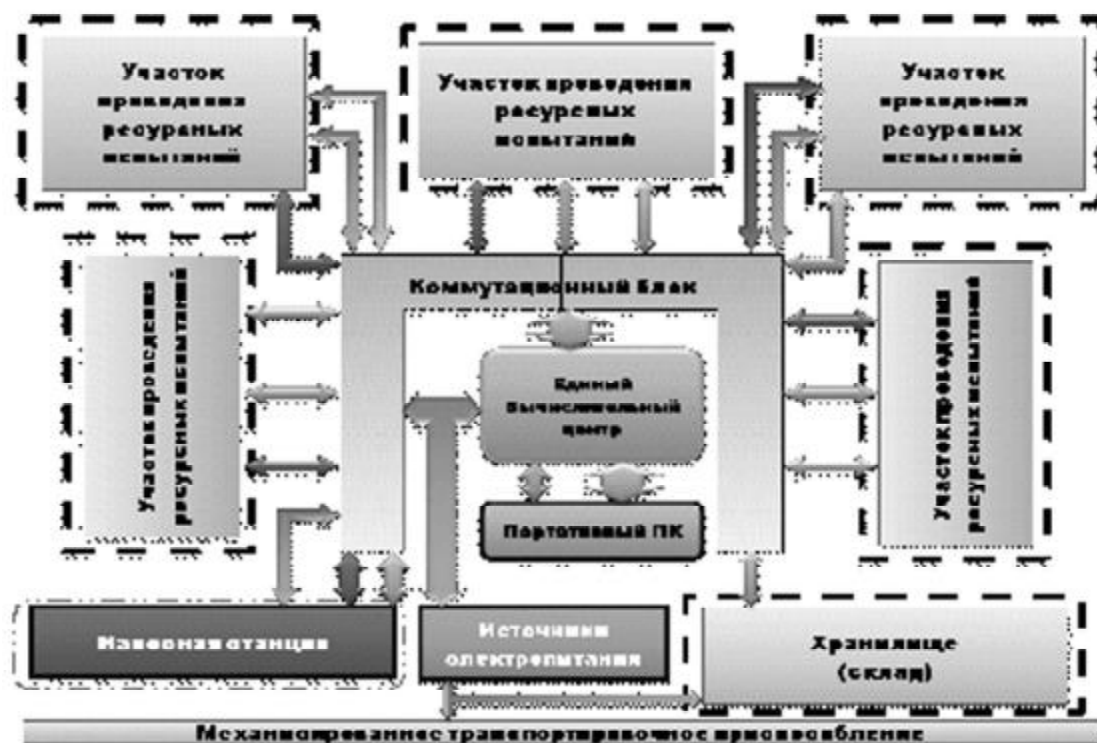 Участок
проведения
ресурсных
испытаний
Участок проведения
ресурсных
испытаний
Участок
проведения
ресурсных
испытаний
Коммутационный блок
Участок проведения
ресурсных испытаний
Единый
вычислительный
центр
Участок проведения
ресурсных испытаний
Портативный ПК
Насосная станция
Источники
электропитания
Хранилище
(склад)
Механизированное транспортировочное приспособление